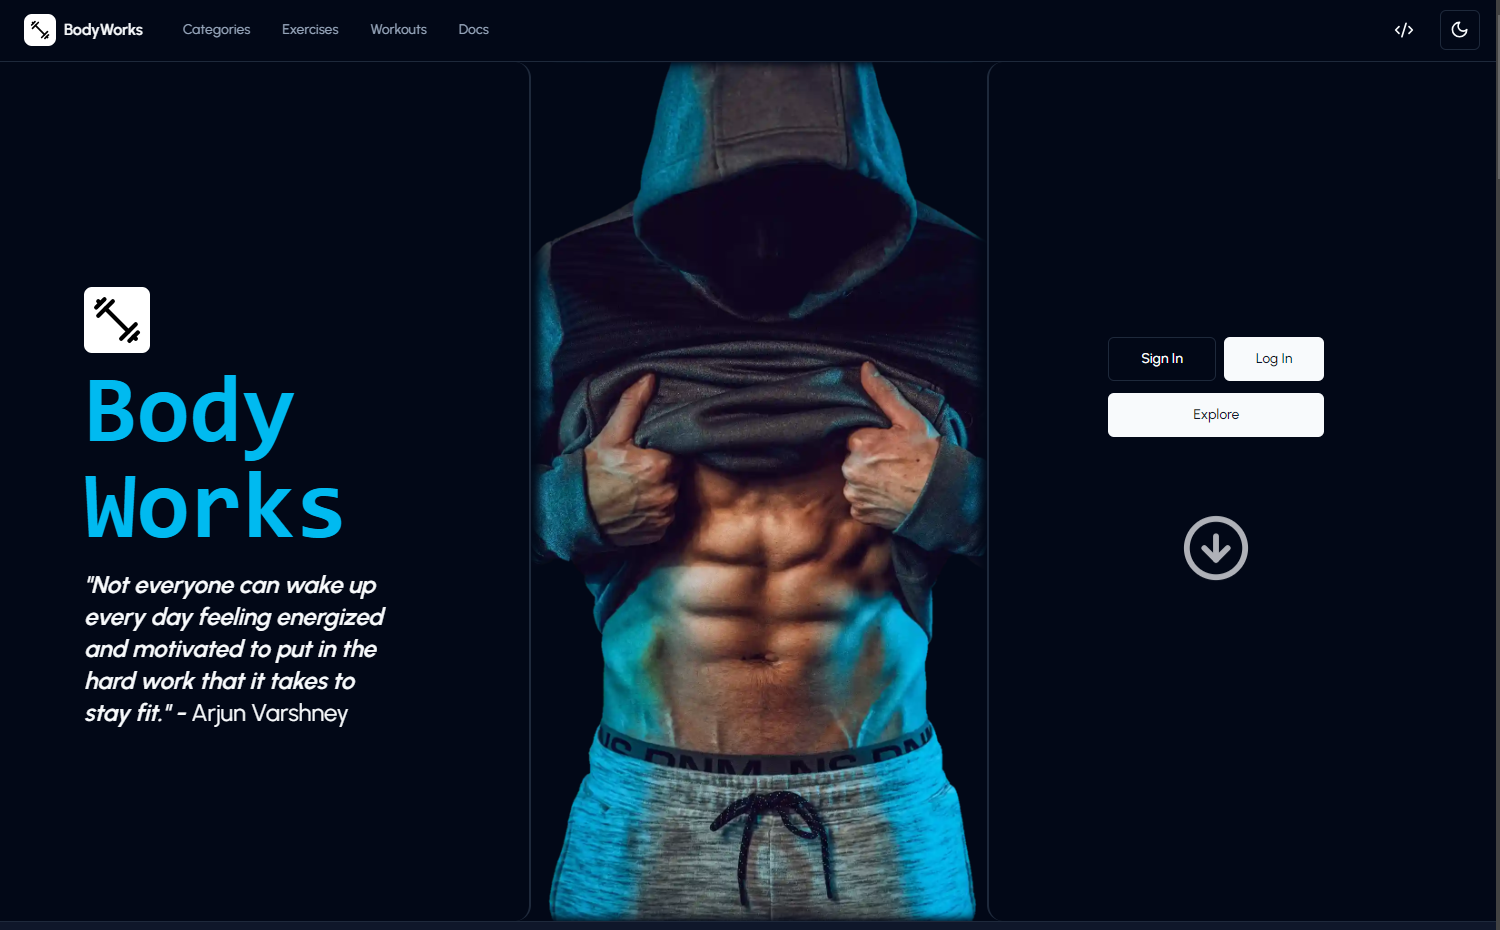 BodyWorks
Categories
Exercises
Workouts
Docs
Body
Works
"Not everyone can wake up
every day feeling energized
and motivated to put in the
hard work that it takes to
stay fit." - Arjun Varshney
Sign In
Log In
Explore